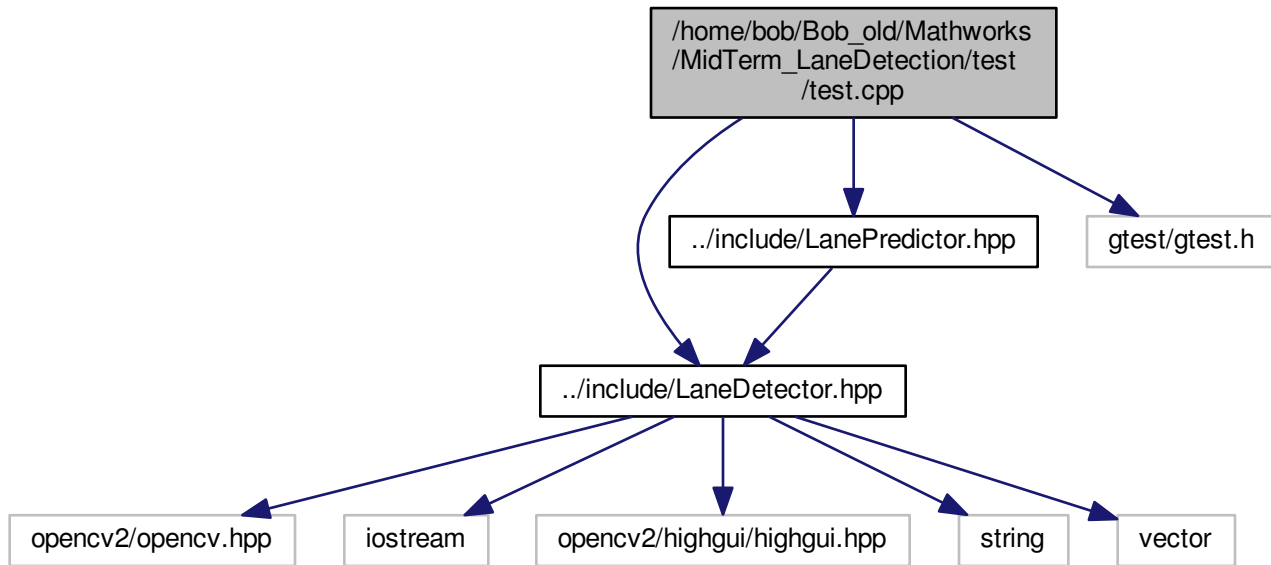 /home/bob/Bob_old/Mathworks
/MidTerm_LaneDetection/test
/test.cpp
../include/LanePredictor.hpp
gtest/gtest.h
../include/LaneDetector.hpp
opencv2/opencv.hpp
iostream
opencv2/highgui/highgui.hpp
string
vector